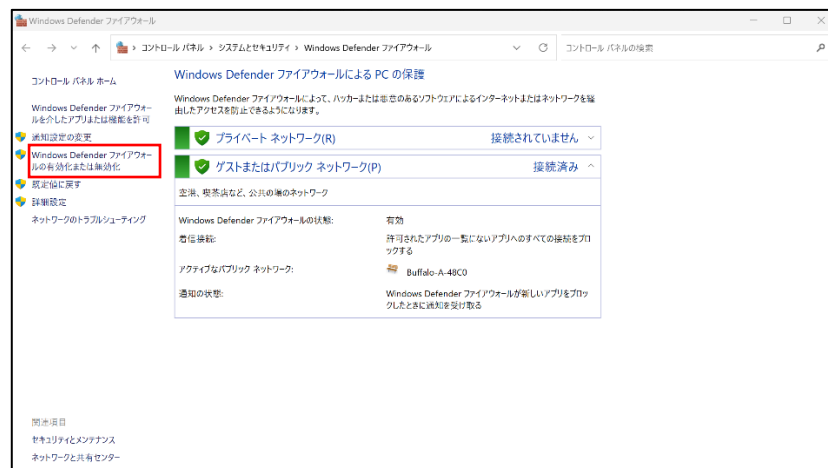 Windows Defender ファイアウォール
コントロール パネル › システムとセキュリティ › Windows Defender ファイアウォール
コントロール パネルの検索
コントロール パネル ホーム
Windows Defender ファイアウォー
ルを介したアプリまたは機能を許可
通知設定の変更
Windows Defender ファイアウォー
ルの有効化または無効化
既定値に戻す
詳細設定
ネットワークのトラブルシューティング
Windows Defender ファイアウォールによる PC の保護
Windows Defender ファイアウォールによって、ハッカーまたは悪意のあるソフトウェアによるインターネットまたはネットワークを経
由したアクセスを防止できるようになります。
プライベート ネットワーク(R) 接続されていません
ゲストまたはパブリック ネットワーク(P) 接続済み
空港、喫茶店など、公共の場のネットワーク
Windows Defender ファイアウォールの状態: 有効
着信接続: 許可されたアプリの一覧にないアプリへのすべての接続をブロ
ックする
アクティブなパブリック ネットワーク: Buffalo-A-48C0
通知の状態: Windows Defender ファイアウォールが新しいアプリをブロッ
クしたときに通知を受け取る
関連項目
セキュリティとメンテナンス
ネットワークと共有センター